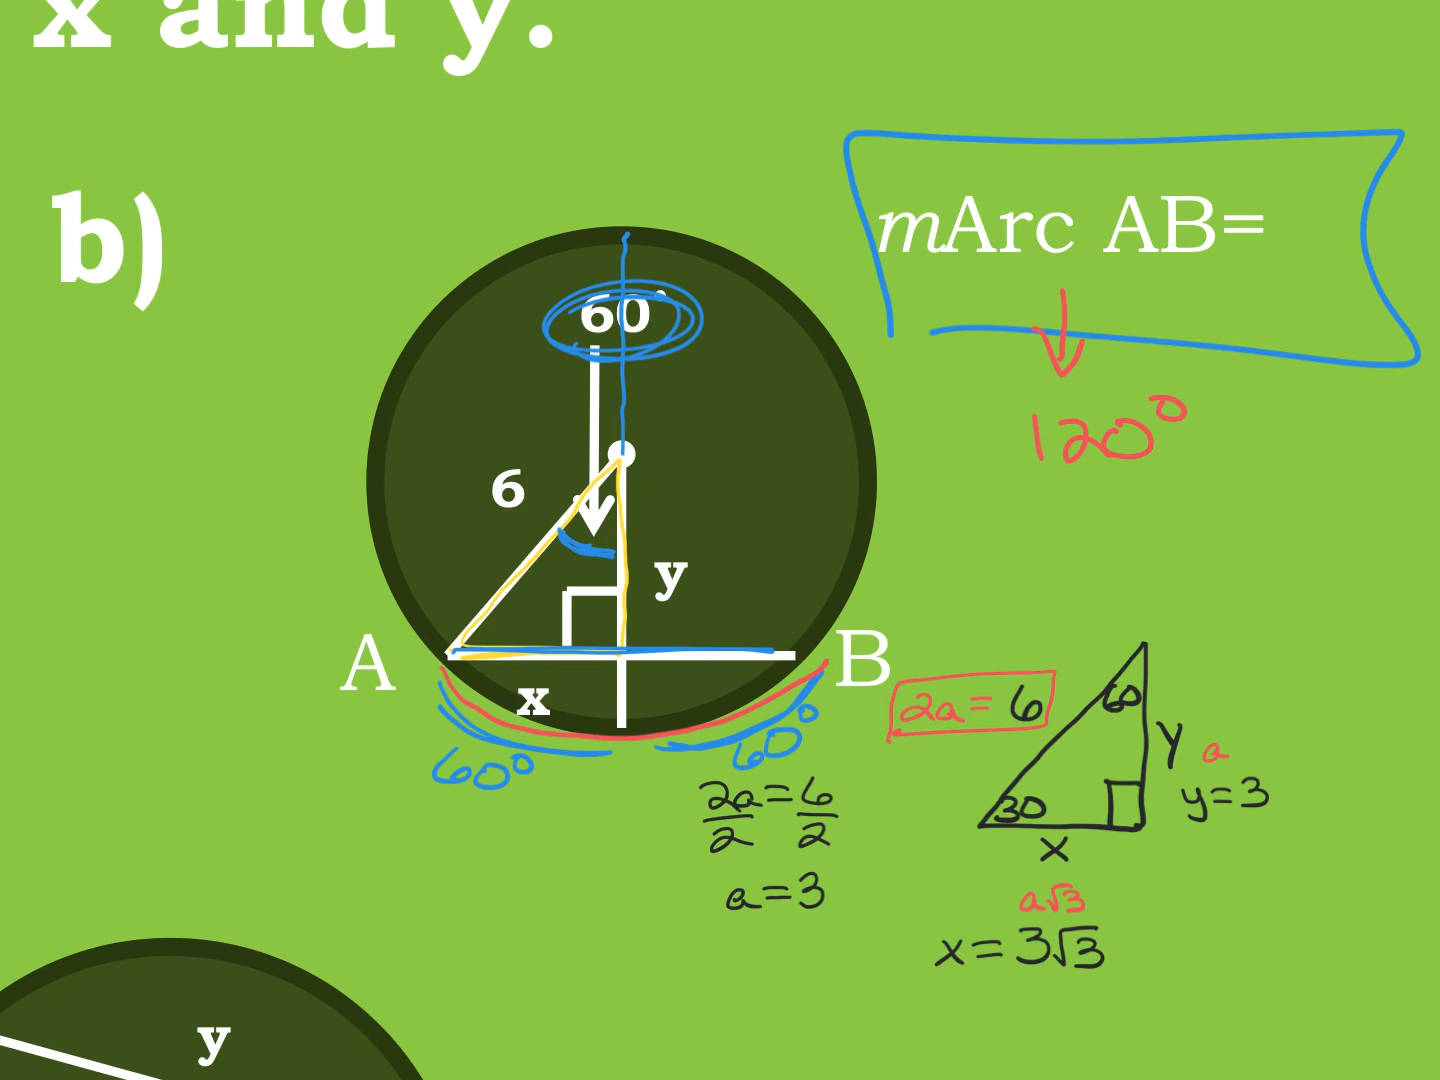 x and y.
b)
mArc AB=
60°
120°
6
y
A
B
x
60°
60°
2a = 6
60
y a
y = 3
30
x
2a = 6
2 2
a = 3
a√3
x = 3√3
y